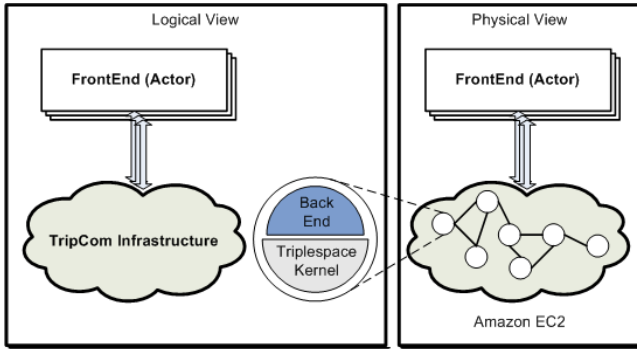 Logical View
FrontEnd (Actor)
TripCom Infrastructure
Back
End
Triplespace
Kernel
Physical View
FrontEnd (Actor)
Amazon EC2